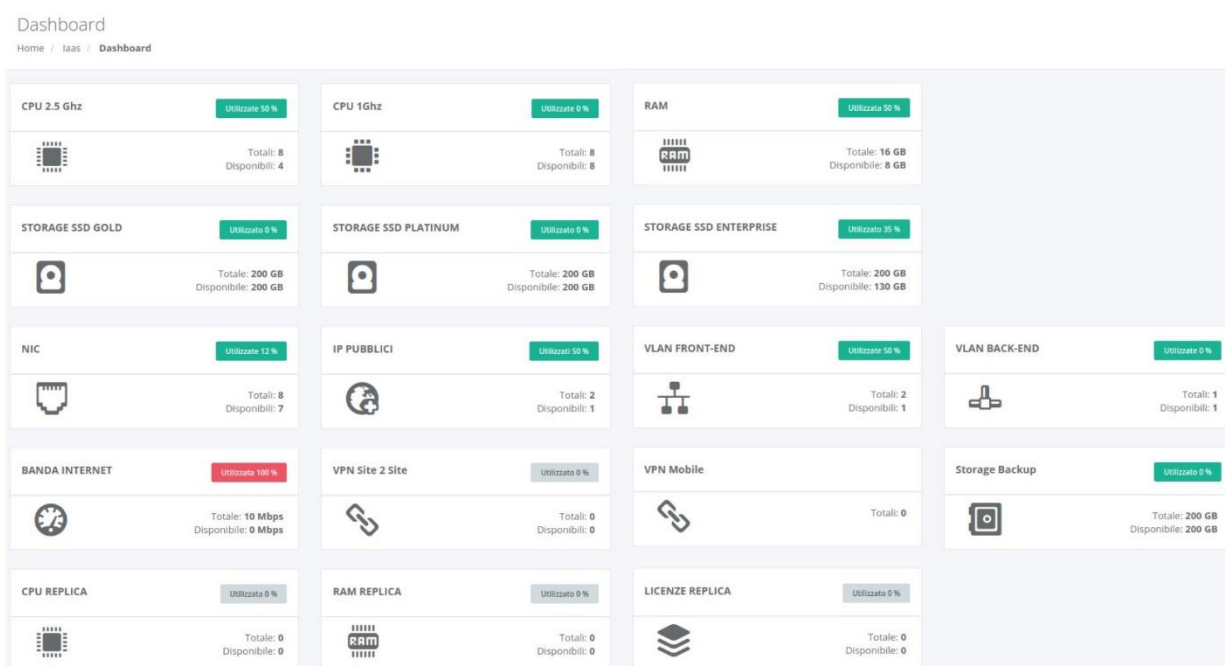 Dashboard
Home / Iaas / Dashboard
CPU 2.5 Ghz
Utilizzate 50 %
Totali: 8
Disponibili: 4
CPU 1Ghz
Utilizzate 0 %
Totali: 8
Disponibili: 8
RAM
Utilizzata 50 %
RAM
Totale: 16 GB
Disponibile: 8 GB
STORAGE SSD GOLD
Utilizzato 0 %
Totale: 200 GB
Disponibile: 200 GB
STORAGE SSD PLATINUM
Utilizzato 0 %
Totale: 200 GB
Disponibile: 200 GB
STORAGE SSD ENTERPRISE
Utilizzato 35 %
Totale: 200 GB
Disponibile: 130 GB
NIC
Utilizzate 12 %
Totali: 8
Disponibili: 7
IP PUBBLICI
Utilizzati 50 %
Totali: 2
Disponibili: 1
VLAN FRONT-END
Utilizzate 50 %
Totali: 2
Disponibili: 1
VLAN BACK-END
Utilizzate 0 %
Totali: 1
Disponibili: 1
BANDA INTERNET
Utilizzata 100 %
Totale: 10 Mbps
Disponibile: 0 Mbps
VPN Site 2 Site
Utilizzato 0 %
Totali: 0
Disponibili: 0
VPN Mobile
Totali: 0
Storage Backup
Utilizzato 0 %
Totale: 200 GB
Disponibile: 200 GB
CPU REPLICA
Utilizzata 0 %
Totale: 0
Disponibile: 0
RAM REPLICA
Utilizzato 0 %
RAM
Totali: 0
Disponibili: 0
LICENZE REPLICA
Utilizzato 0 %
Totale: 0
Disponibile: 0